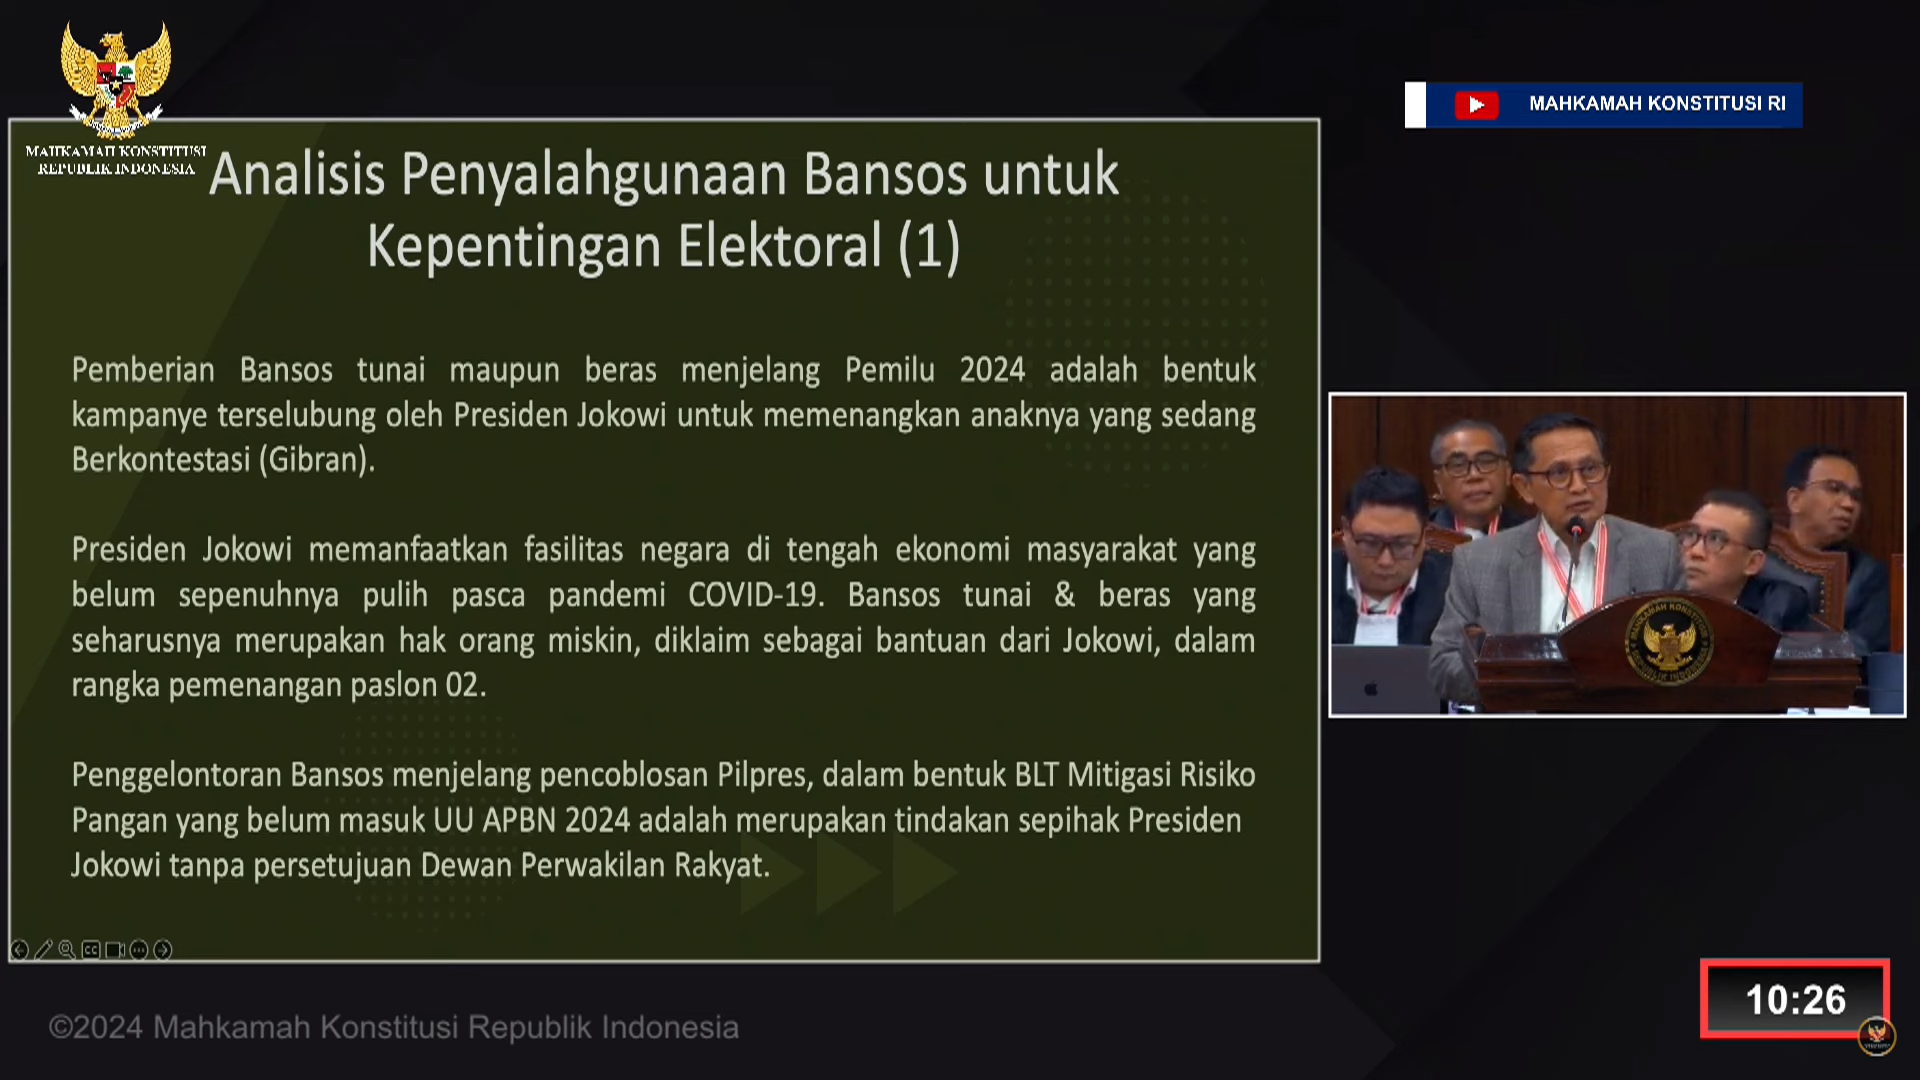 MAHKAMAH KONSTITUSI
REPUBLIK INDONESIA
MAHKAMAH KONSTITUSI RI
Analisis Penyalahgunaan Bansos untuk
Kepentingan Elektoral (1)
Pemberian Bansos tunai maupun beras menjelang Pemilu 2024 adalah bentuk
kampanye terselubung oleh Presiden Jokowi untuk memenangkan anaknya yang sedang
Berkontestasi (Gibran).
Presiden Jokowi memanfaatkan fasilitas negara di tengah ekonomi masyarakat yang
belum sepenuhnya pulih pasca pandemi COVID-19. Bansos tunai & beras yang
seharusnya merupakan hak orang miskin, diklaim sebagai bantuan dari Jokowi, dalam
rangka pemenangan paslon 02.
Penggelontoran Bansos menjelang pencoblosan Pilpres, dalam bentuk BLT Mitigasi Risiko
Pangan yang belum masuk UU APBN 2024 adalah merupakan tindakan sepihak Presiden
Jokowi tanpa persetujuan Dewan Perwakilan Rakyat.
CC
MAHKAMAH KONSTITUSI
REPUBLIK INDONESIA
10:26
©2024 Mahkamah Konstitusi Republik Indonesia